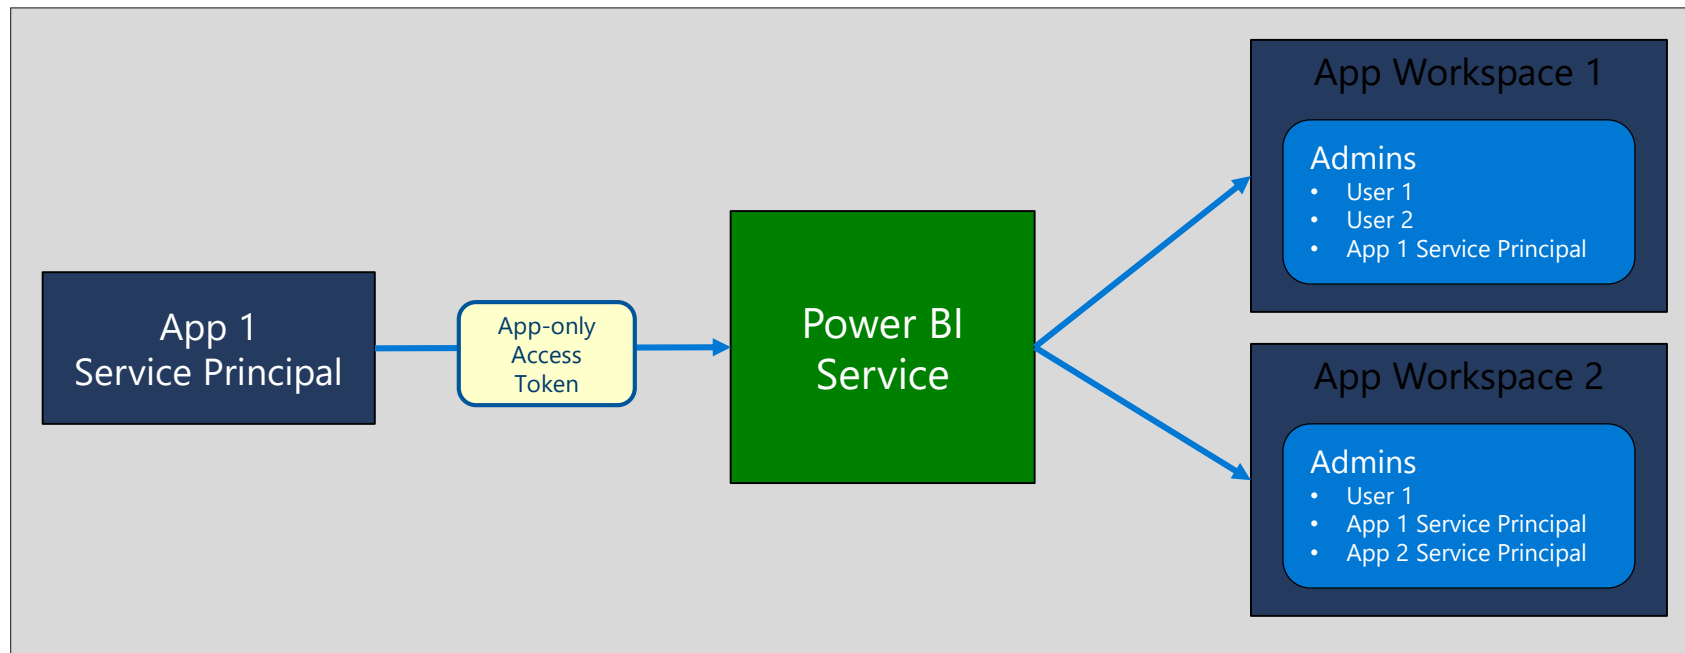 App 1
Service Principal
App-only
Access
Token
Power BI
Service
App Workspace 1
Admins
• User 1
• User 2
• App 1 Service Principal
App Workspace 2
Admins
• User 1
• App 1 Service Principal
• App 2 Service Principal